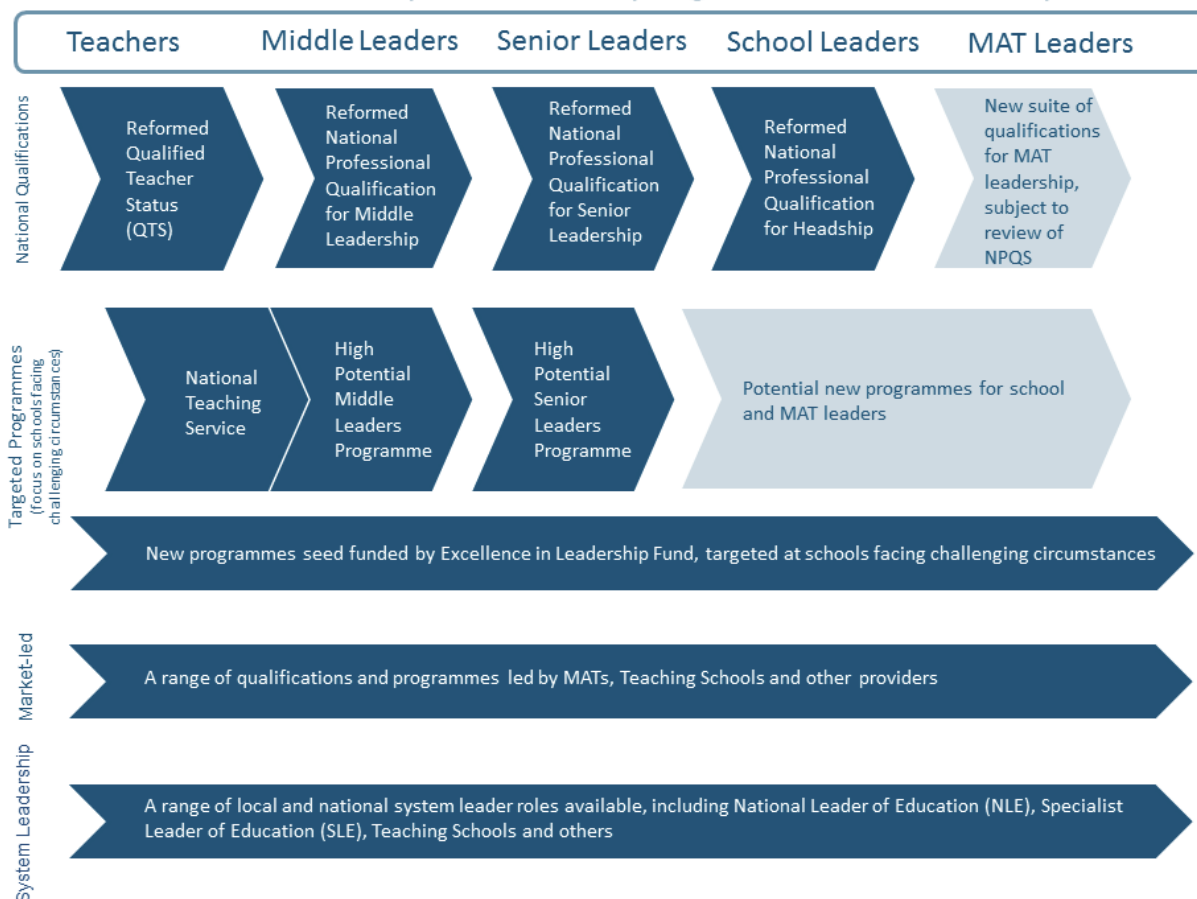 Teachers
Middle Leaders
Senior Leaders
School Leaders
MAT Leaders
National Qualifications
Reformed
Qualified
Teacher
Status
(QTS)
Reformed
National
Professional
Qualification
for Middle
Leadership
Reformed
National
Professional
Qualification
for Senior
Leadership
Reformed
National
Professional
Qualification
for Headship
New suite of
qualifications
for MAT
leadership,
subject to
review of
NPQS
Targeted Programmes
(focus on schools facing
challenging circumstances)
National
Teaching
Service
High
Potential
Middle
Leaders
Programme
High
Potential
Senior
Leaders
Programme
Potential new programmes for school
and MAT leaders
New programmes seed funded by Excellence in Leadership Fund, targeted at schools facing challenging circumstances
Market-led
A range of qualifications and programmes led by MATs, Teaching Schools and other providers
System Leadership
A range of local and national system leader roles available, including National Leader of Education (NLE), Specialist
Leader of Education (SLE), Teaching Schools and others